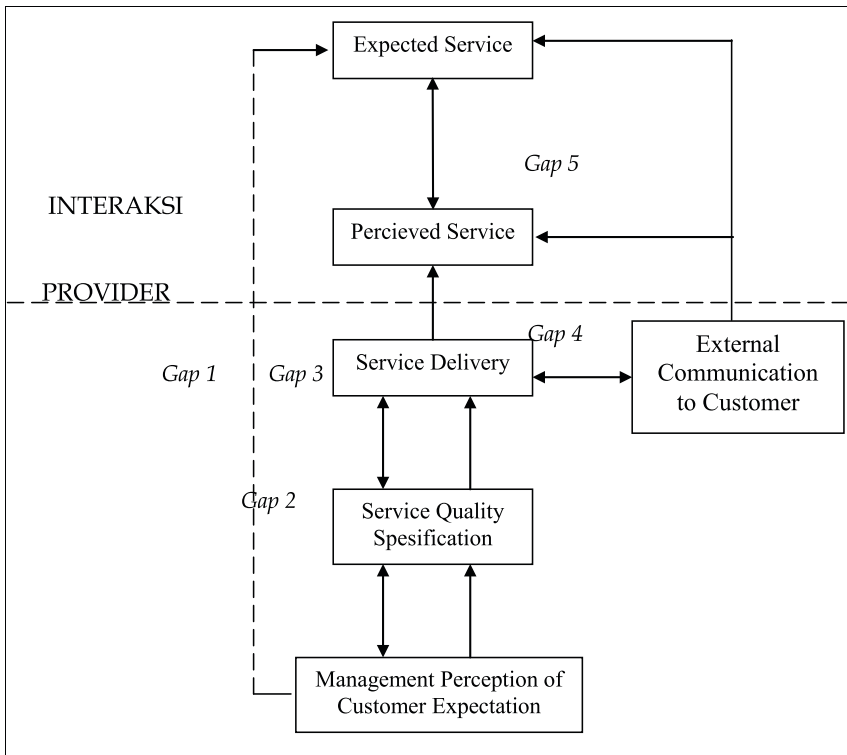 Expected Service
Gap 5
INTERAKSI
Percieved Service
PROVIDER
Gap 4
External
Communication
to Customer
Service Delivery
Gap 1
Gap 3
Gap 2
Service Quality
Spesification
Management Perception of
Customer Expectation